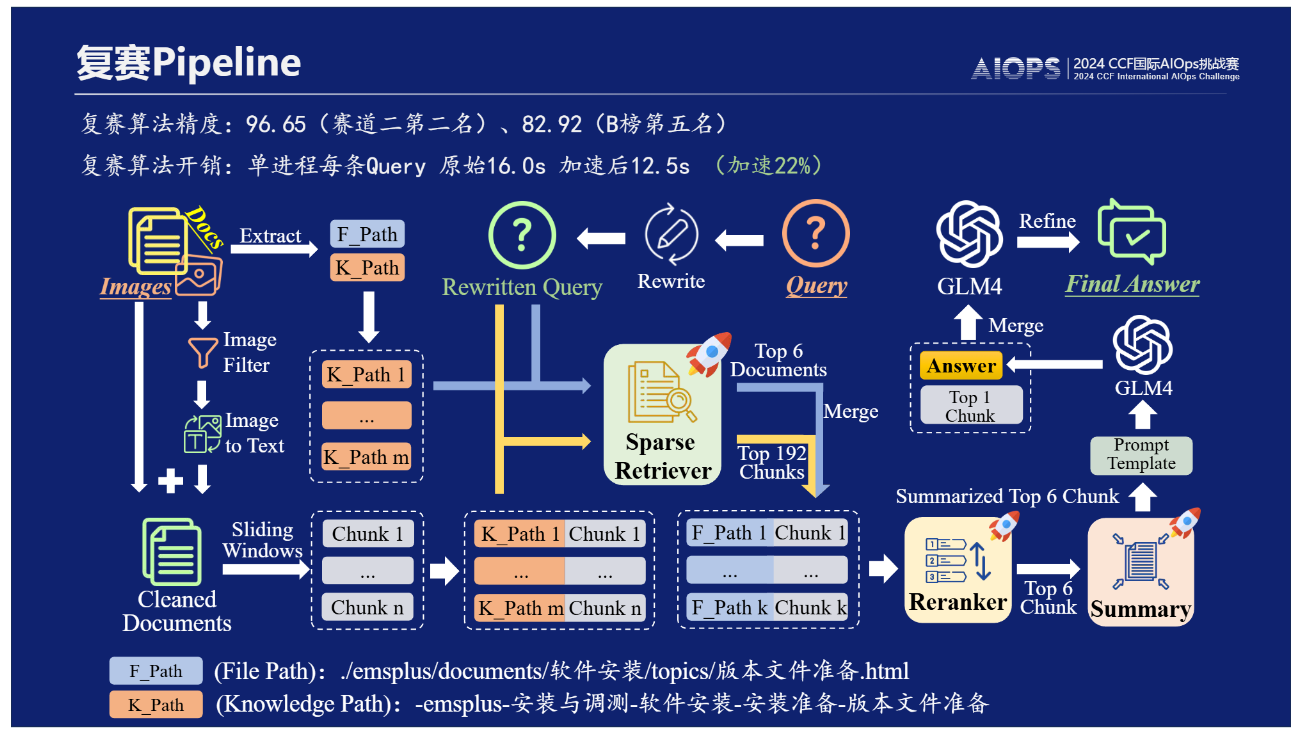 复赛Pipeline
AIOPS
2024 CCF国际AIOps挑战赛
2024 CCF International AIOps Challenge
复赛算法精度：96.65（赛道二第二名）、82.92（B榜第五名）
复赛算法开销：单进程每条Query 原始16.0s 加速后12.5s （加速22%）
Docs
Images
Extract
F_Path
K_Path
Rewritten Query
Rewrite
Query
GLM4
Refine
Final Answer
Image
Filter
Image
to Text
K_Path 1
...
K_Path m
Sparse
Retriever
Top 6
Documents
Merge
Top 192
Chunks
Merge
Answer
Top 1
Chunk
GLM4
Prompt
Template
Summarized Top 6 Chunk
Cleaned
Documents
Sliding
Windows
Chunk 1
...
Chunk n
K_Path 1 Chunk 1
... ...
K_Path m Chunk n
F_Path 1 Chunk 1
... ...
F_Path k Chunk k
1
2
3
Reranker
Top 6
Chunk
Summary
F_Path (File Path)：./emsplus/documents/软件安装/topics/版本文件准备.html
K_Path (Knowledge Path)：-emsplus-安装与调测-软件安装-安装准备-版本文件准备